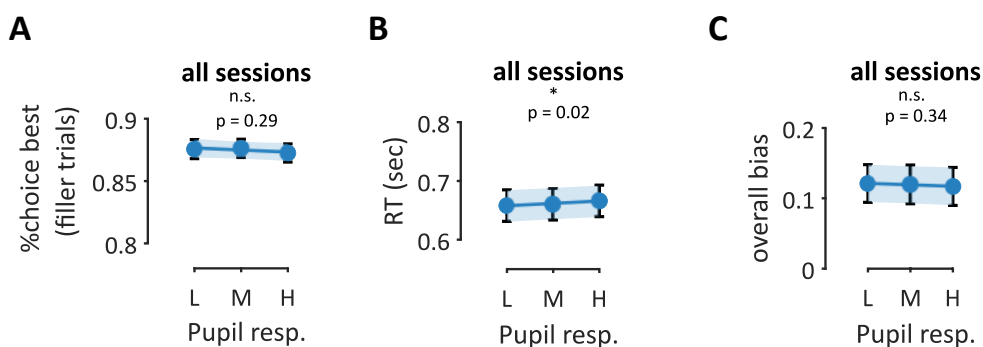 A
all sessions
n.s.
p = 0.29
%choice best
(filler trials)
0.9
0.85
0.8
L M H
Pupil resp.
B
all sessions
*
p = 0.02
RT (sec)
0.8
0.7
0.6
L M H
Pupil resp.
C
all sessions
n.s.
p = 0.34
overall bias
0.2
0.1
0
L M H
Pupil resp.